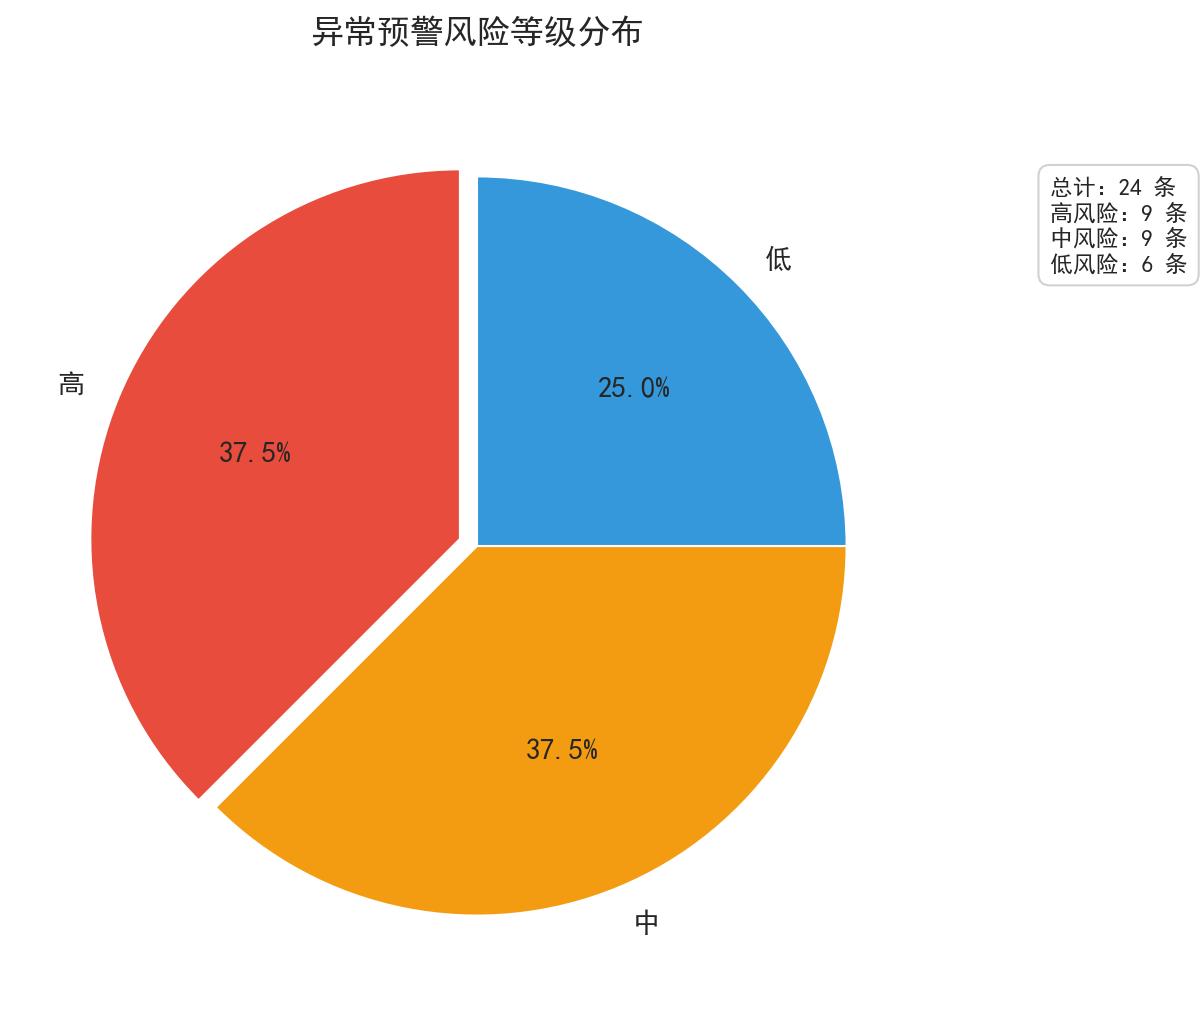 异常预警风险等级分布
总计: 24 条
高风险: 9 条
中风险: 9 条
低风险: 6 条
低
25.0%
高
37.5%
37.5%
中